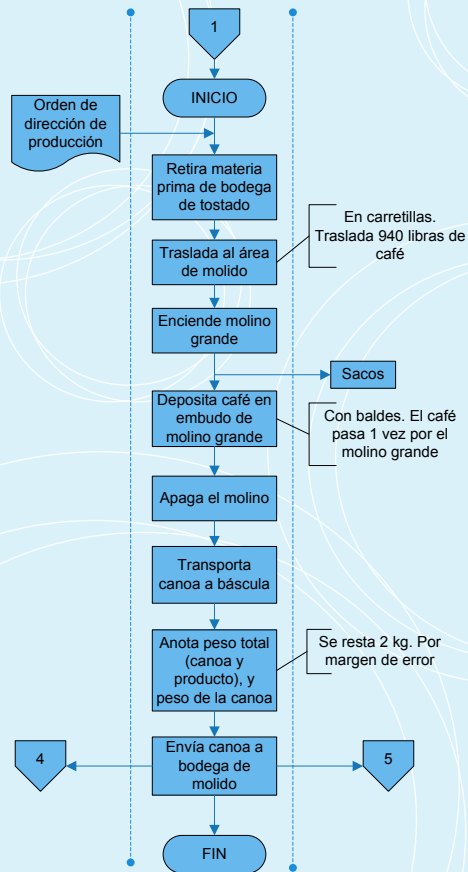 1
INICIO
Orden de
dirección de
producción
Retira materia
prima de bodega
de tostado
En carretillas.
Traslada 940 libras de
café
Traslada al área
de molido
Enciende molino
grande
Sacos
Deposita café en
embudo de
molino grande
Con baldes. El café
pasa 1 vez por el
molino grande
Apaga el molino
Transporta
canoa a báscula
Anota peso total
(canoa y
producto), y
peso de la canoa
Se resta 2 kg. Por
margen de error
4
Envía canoa a
bodega de
molido
5
FIN